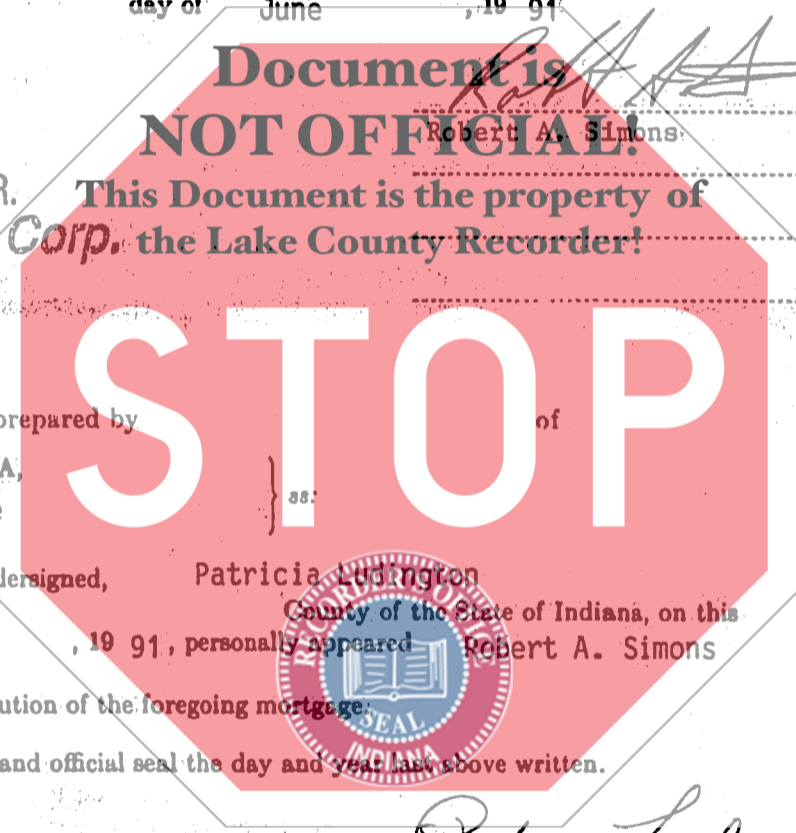 day of June , 19 91
Document is
NOT OFFICIAL!
Robert A. Simons
This Document is the property of
R.
Corp. the Lake County Recorder!
STOP
prepared by of
A,
ss:
dersigned, Patricia Ludington
County of the State of Indiana, on this
, 19 91, personally appeared Robert A. Simons
ution of the foregoing mortgage.
and official seal the day and year last above written.
RECORDER'S OFFICE
SEAL
INDIANA